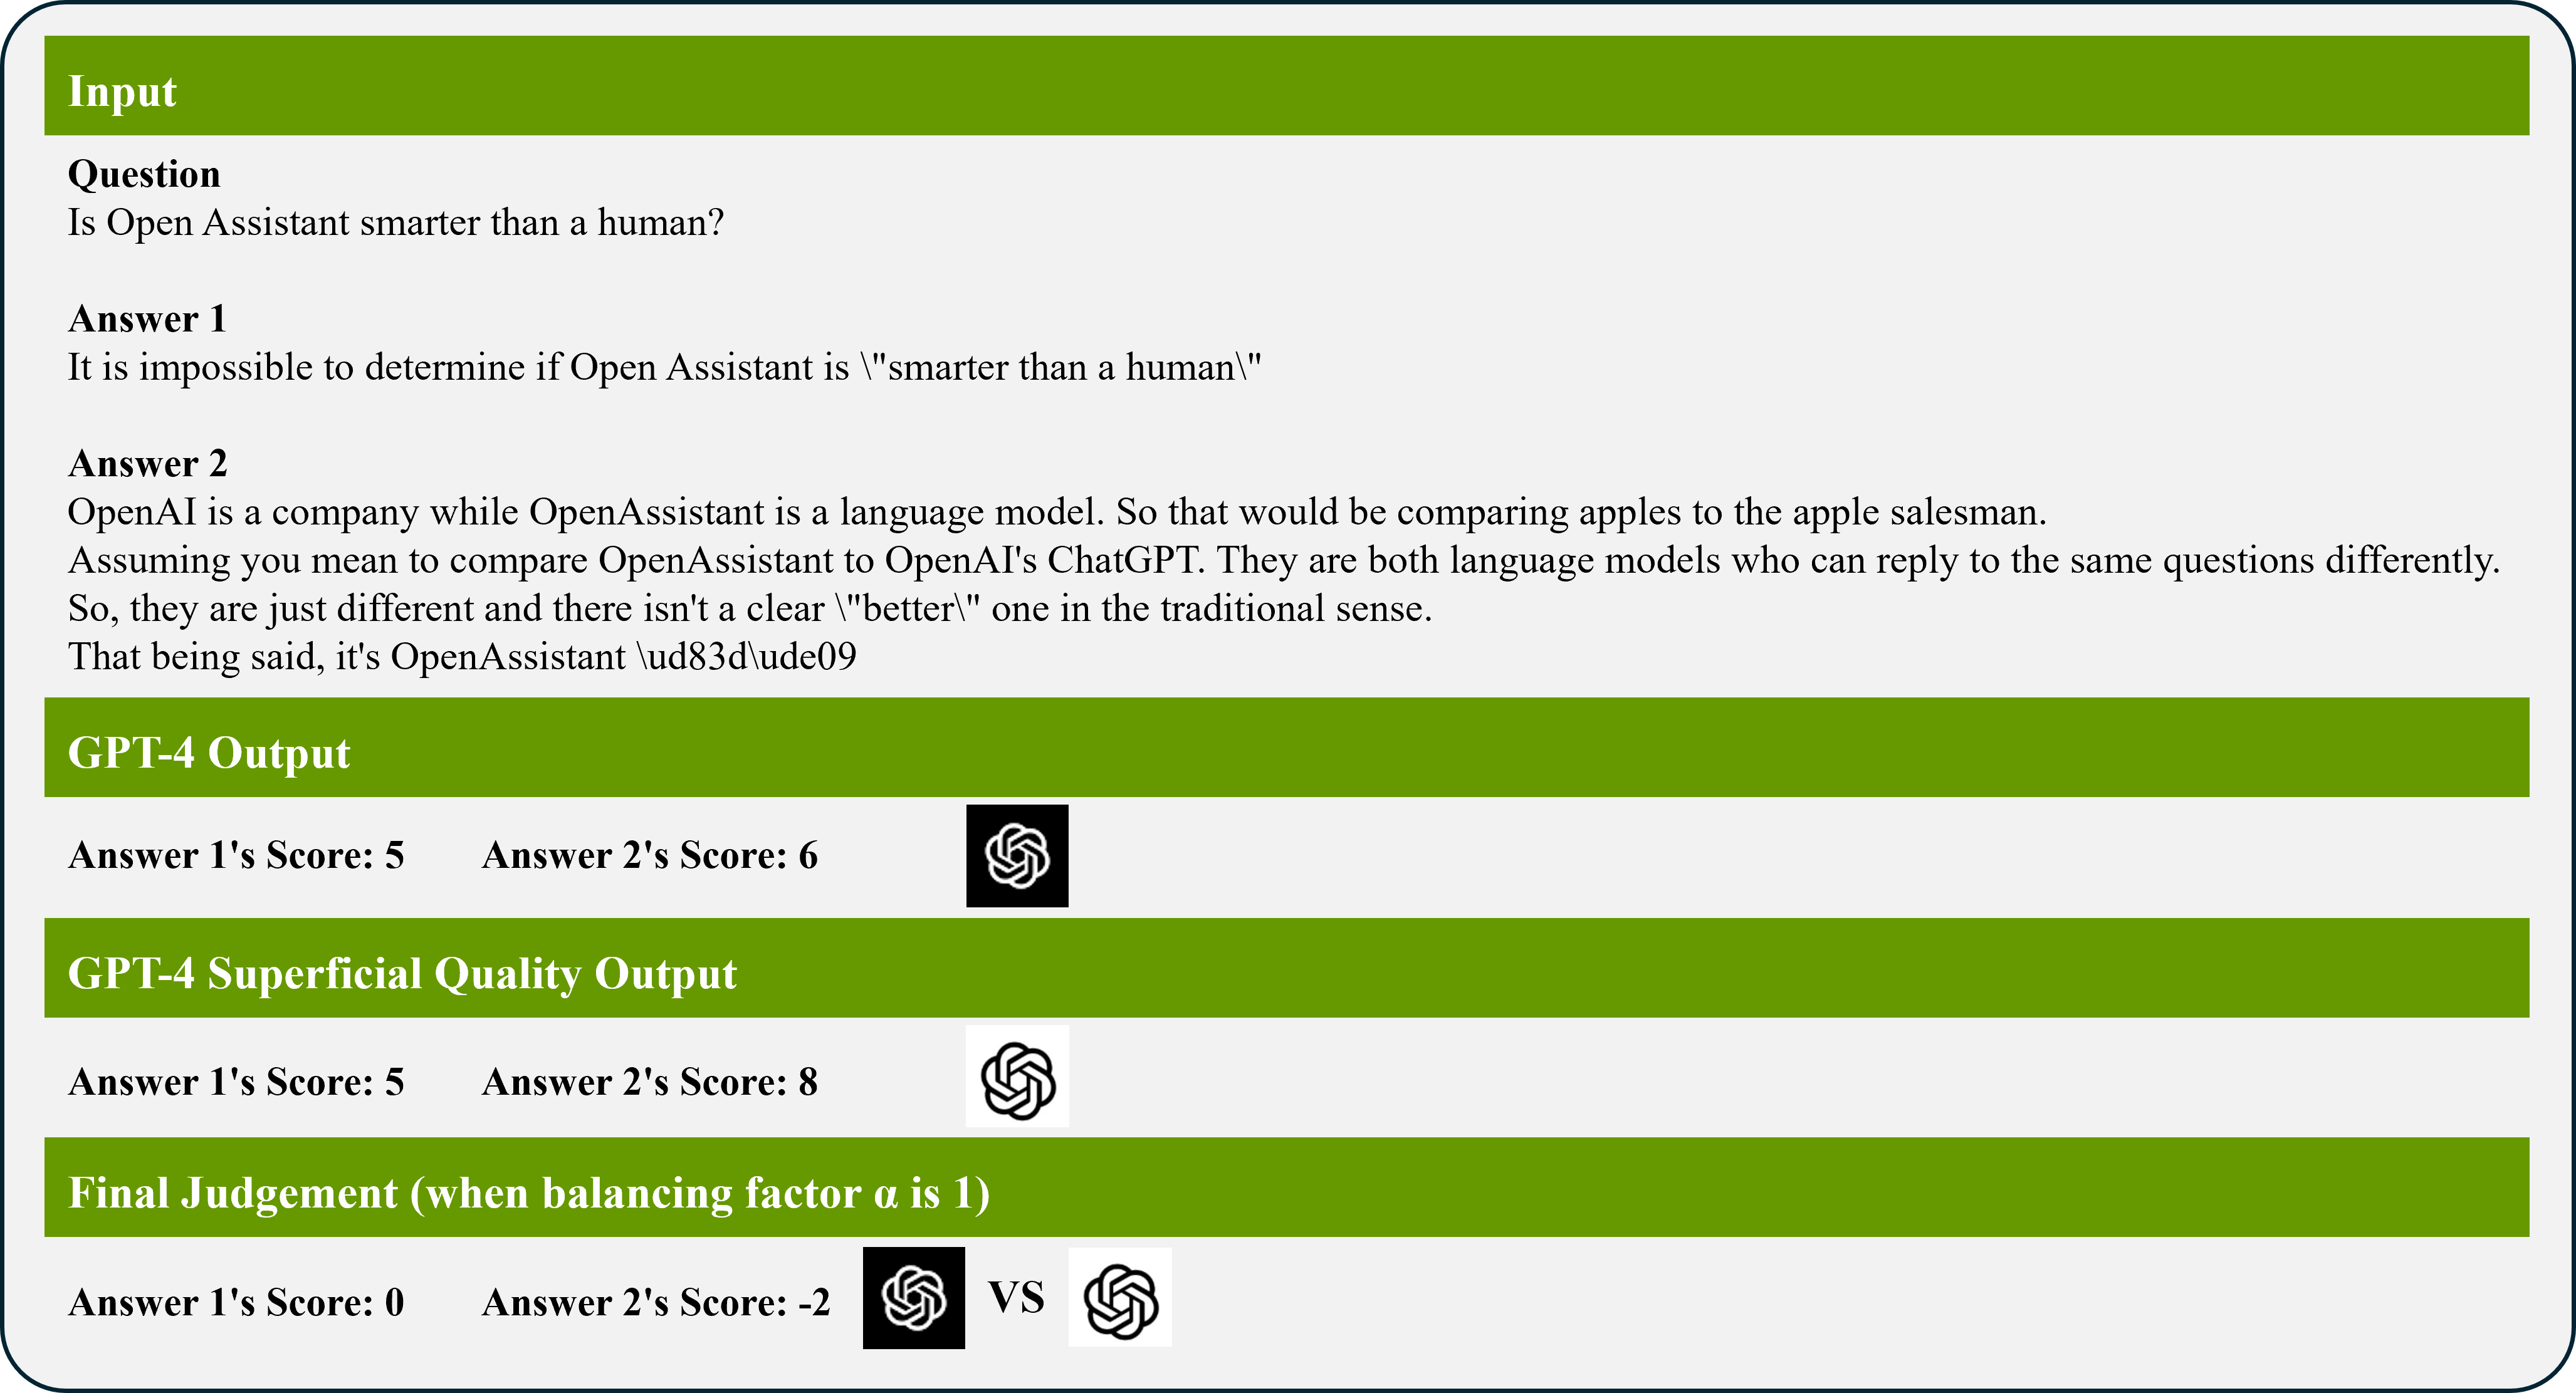 Input
Question
Is Open Assistant smarter than a human?
Answer 1
It is impossible to determine if Open Assistant is \"smarter than a human\"
Answer 2
OpenAI is a company while OpenAssistant is a language model. So that would be comparing apples to the apple salesman.
Assuming you mean to compare OpenAssistant to OpenAI's ChatGPT. They are both language models who can reply to the same questions differently.
So, they are just different and there isn't a clear \"better\" one in the traditional sense.
That being said, it's OpenAssistant \ud83d\ude09
GPT-4 Output
Answer 1's Score: 5 Answer 2's Score: 6
GPT-4 Superficial Quality Output
Answer 1's Score: 5 Answer 2's Score: 8
Final Judgement (when balancing factor α is 1)
Answer 1's Score: 0 Answer 2's Score: -2 VS